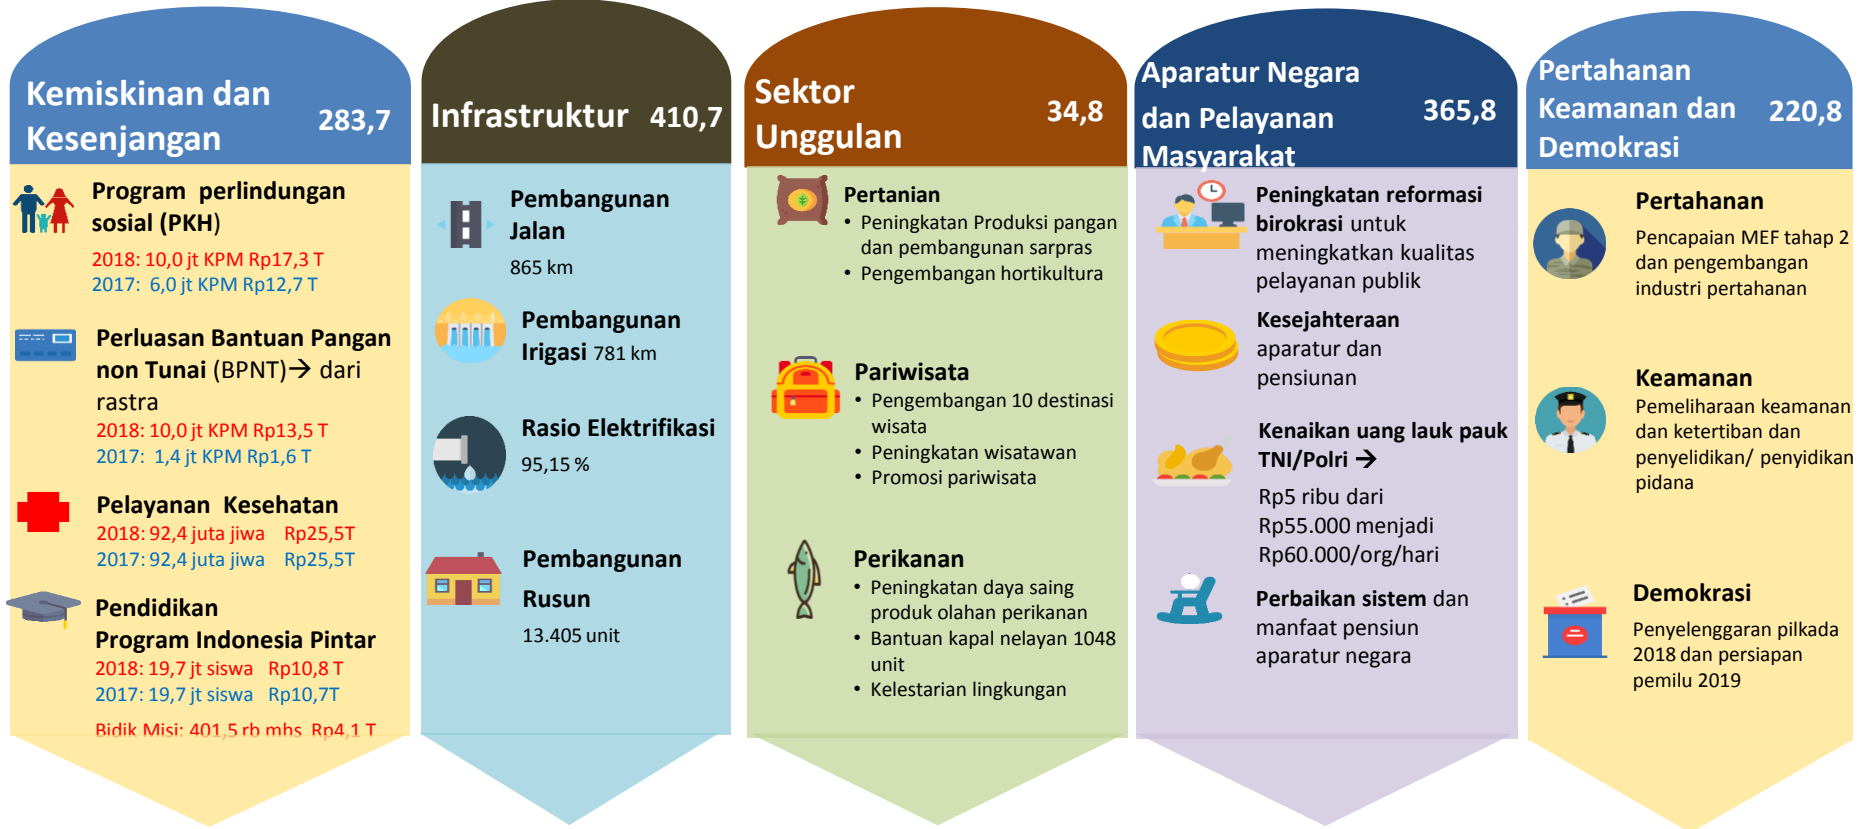 Kemiskinan dan
Kesenjangan
283,7
Program perlindungan
sosial (PKH)
2018: 10,0 jt KPM Rp17,3 T
2017: 6,0 jt KPM Rp12,7 T
Perluasan Bantuan Pangan
non Tunai (BPNT)→ dari
rastra
2018: 10,0 jt KPM Rp13,5 T
2017: 1,4 jt KPM Rp1,6 T
Pelayanan Kesehatan
2018: 92,4 juta jiwa Rp25,5T
2017: 92,4 juta jiwa Rp25,5T
Pendidikan
Program Indonesia Pintar
2018: 19,7 jt siswa Rp10,8 T
2017: 19,7 jt siswa Rp10,7T
Bidik Misi: 401,5 rb mhs Rp4,1 T
Infrastruktur 410,7
Pembangunan
Jalan
865 km
Pembangunan
Irigasi 781 km
Rasio Elektrifikasi
95,15 %
Pembangunan
Rusun
13.405 unit
Sektor
Unggulan
34,8
Pertanian
• Peningkatan Produksi pangan
dan pembangunan sarpras
• Pengembangan hortikultura
Pariwisata
• Pengembangan 10 destinasi
wisata
• Peningkatan wisatawan
• Promosi pariwisata
Perikanan
• Peningkatan daya saing
produk olahan perikanan
• Bantuan kapal nelayan 1048
unit
• Kelestarian lingkungan
Aparatur Negara
dan Pelayanan
Masyarakat
365,8
Peningkatan reformasi
birokrasi untuk
meningkatkan kualitas
pelayanan publik
Kesejahteraan
aparatur dan
pensiunan
Kenaikan uang lauk pauk
TNI/Polri →
Rp5 ribu dari
Rp55.000 menjadi
Rp60.000/org/hari
Perbaikan sistem dan
manfaat pensiun
aparatur negara
Pertahanan
Keamanan dan
Demokrasi
220,8
Pertahanan
Pencapaian MEF tahap 2
dan pengembangan
industri pertahanan
Keamanan
Pemeliharaan keamanan
dan ketertiban dan
penyelidikan/ penyidikan
pidana
Demokrasi
Penyelenggaran pilkada
2018 dan persiapan
pemilu 2019